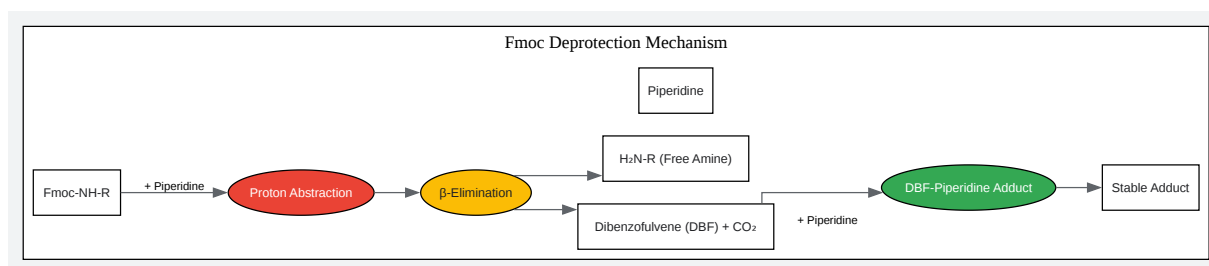 Fmoc Deprotection Mechanism
Piperidine
H₂N-R (Free Amine)
Fmoc-NH-R
+ Piperidine
Proton Abstraction
β-Elimination
DBF-Piperidine Adduct
Stable Adduct
Dibenzofulvene (DBF) + CO₂
+ Piperidine